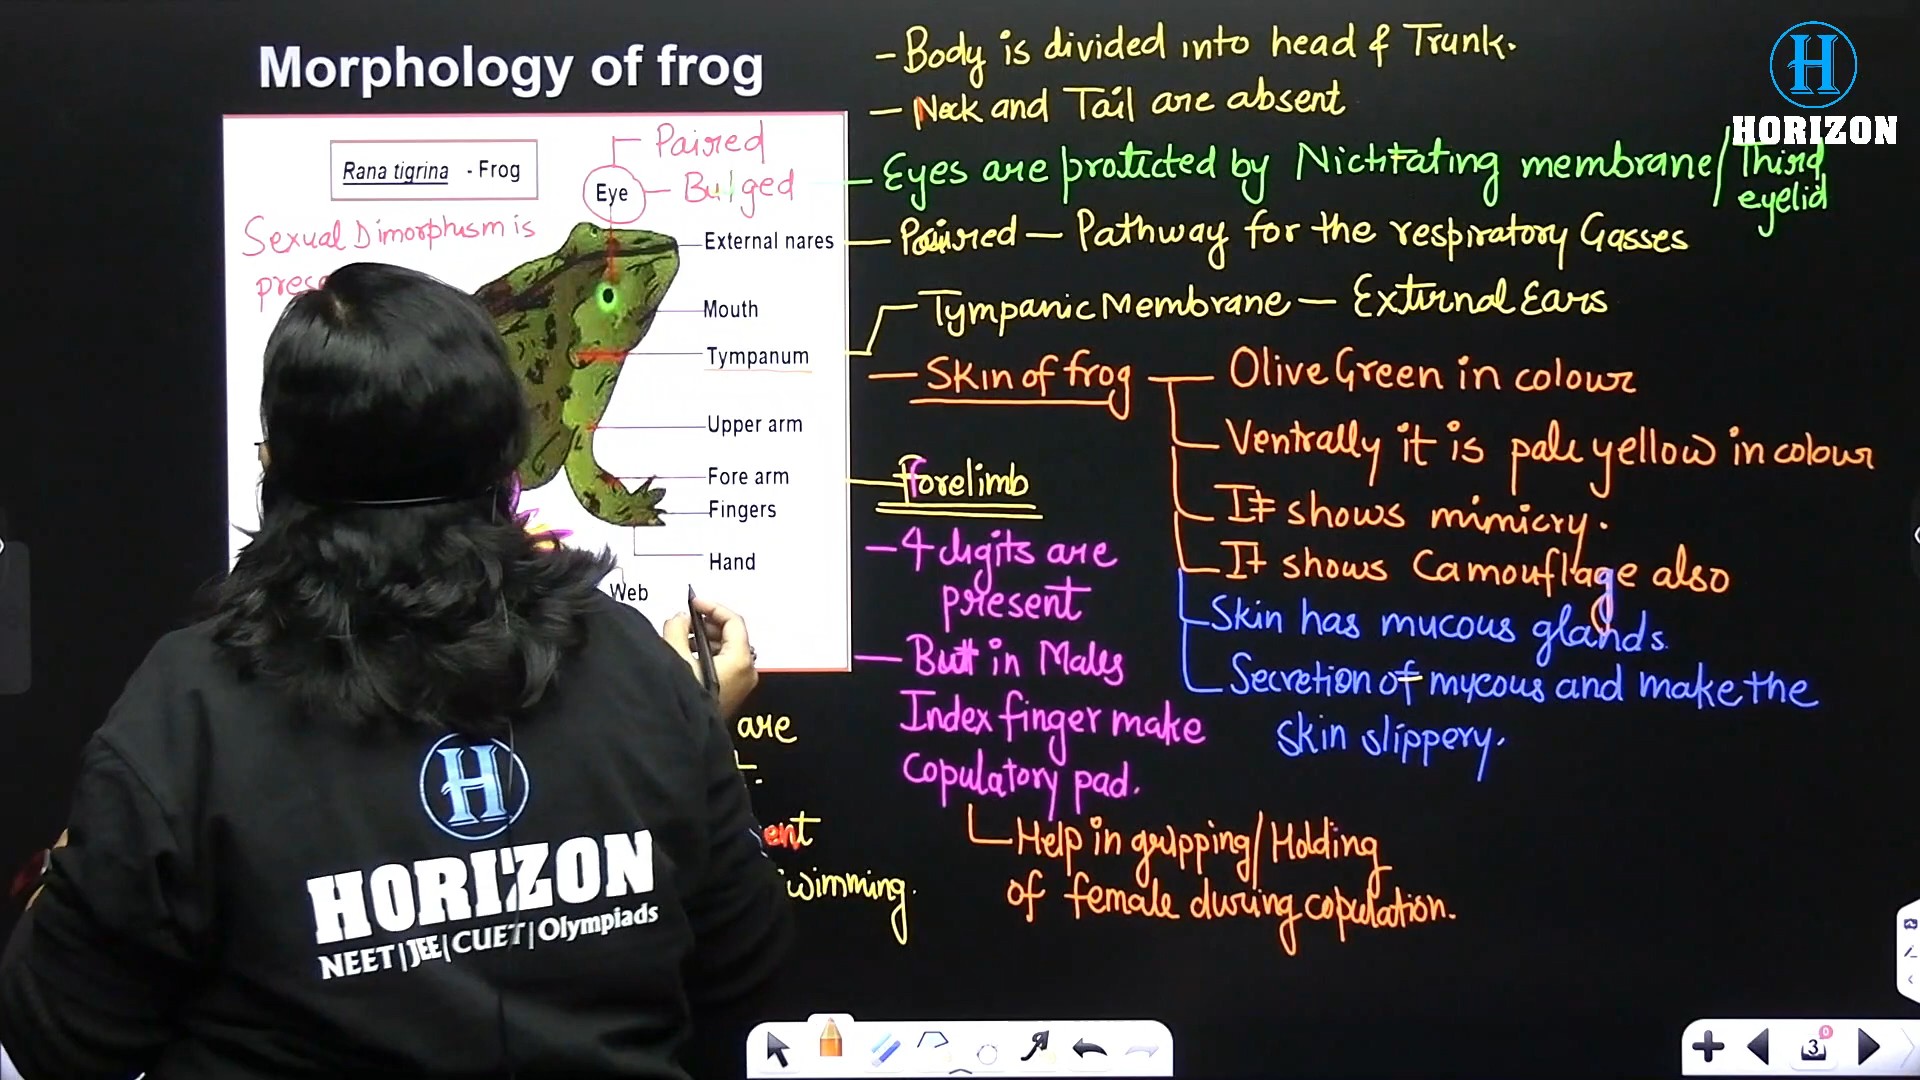 Morphology of frog
Rana tigrina - Frog
Paired
Eye
Bulged
Sexual Dimorphism is
External nares
Mouth
Tympanum
Upper arm
Fore arm
Fingers
Hand
Web
- Body is divided into head & Trunk.
- Neck and Tail are absent
Eyes are protected by Nictitating membrane/Third
eyelid
Paired - Pathway for the respiratory Gasses
Tympanic Membrane - External Ears
- Skin of frog
Olive Green in colour
Ventrally it is pale yellow in colour
It shows mimicry.
It shows Camouflage also
Skin has mucous glands.
Secretion of mycous and make the
skin slippery.
Forelimb
- 4 digits are
present
- But in Males
Index finger make
copulatory pad.
Help in gripping/Holding
of female during copulation.
are
HORIZON
H
HORIZON
NEET|JEE|CUET|Olympiads
H
3
0